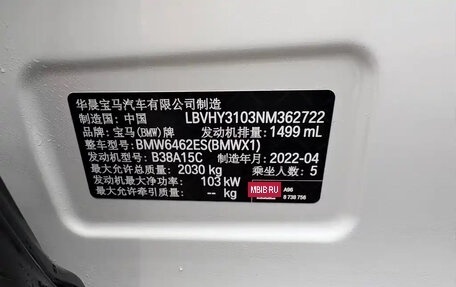 华晨宝马汽车有限公司制造
制造国: 中国 LBVHY3103NM362722
品牌: 宝马(BMW)牌 发动机排量: 1499 mL
整车型号: BMW6462ES(BMWX1)
发动机型号: B38A15C 制造年月: 2022-04
最大允许总质量: 2030 kg 乘坐人数: 5
发动机最大净功率: 103 kW
最大允许牵引质量: -- kg
MBIB.RU
A96
8 738 756